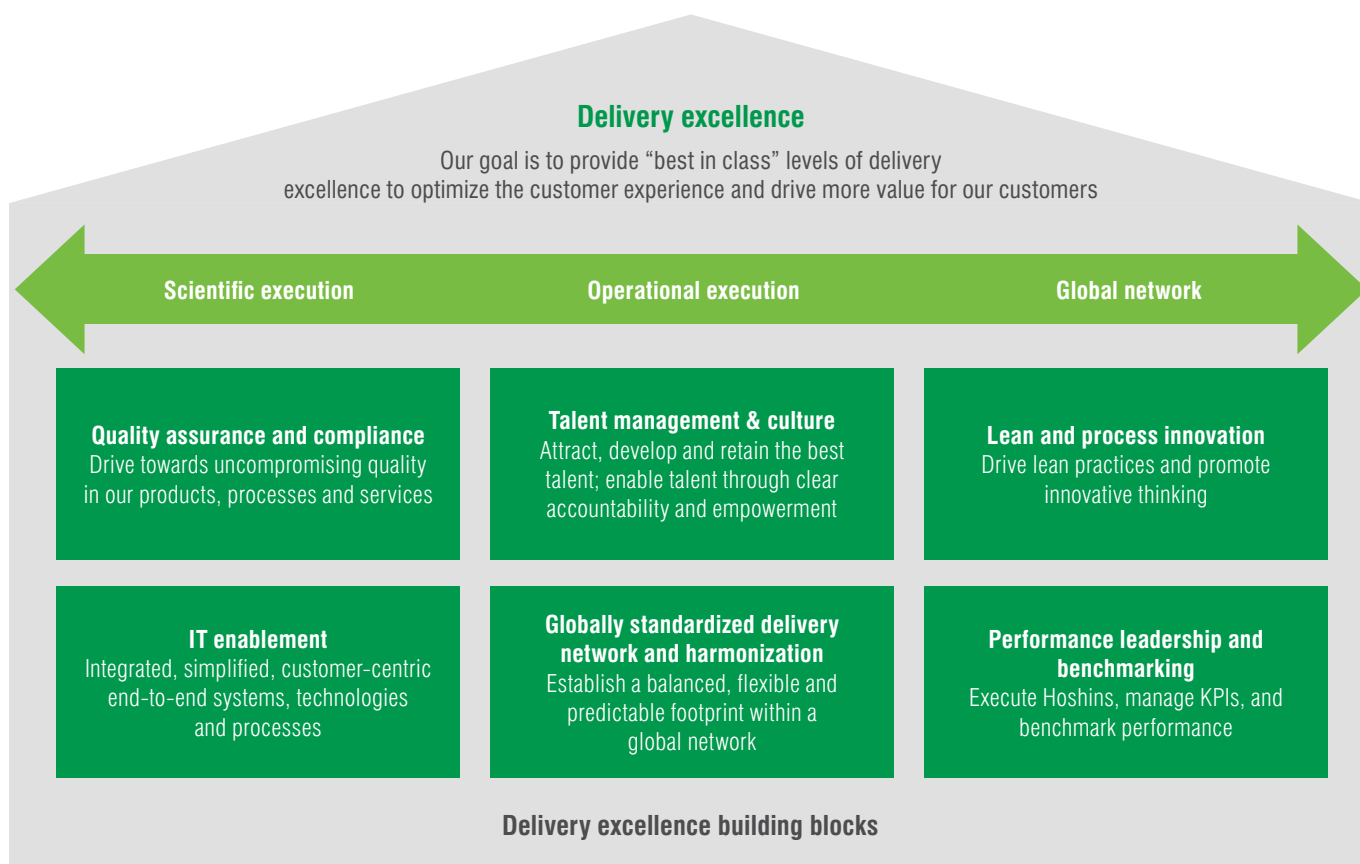 Delivery excellence
Our goal is to provide “best in class” levels of delivery
excellence to optimize the customer experience and drive more value for our customers
Scientific execution
Operational execution
Global network
Quality assurance and compliance
Drive towards uncompromising quality
in our products, processes and services
Talent management & culture
Attract, develop and retain the best
talent; enable talent through clear
accountability and empowerment
Lean and process innovation
Drive lean practices and promote
innovative thinking
IT enablement
Integrated, simplified, customer-centric
end-to-end systems, technologies
and processes
Globally standardized delivery
network and harmonization
Establish a balanced, flexible and
predictable footprint within a
global network
Performance leadership and
benchmarking
Execute Hoshins, manage KPIs, and
benchmark performance
Delivery excellence building blocks